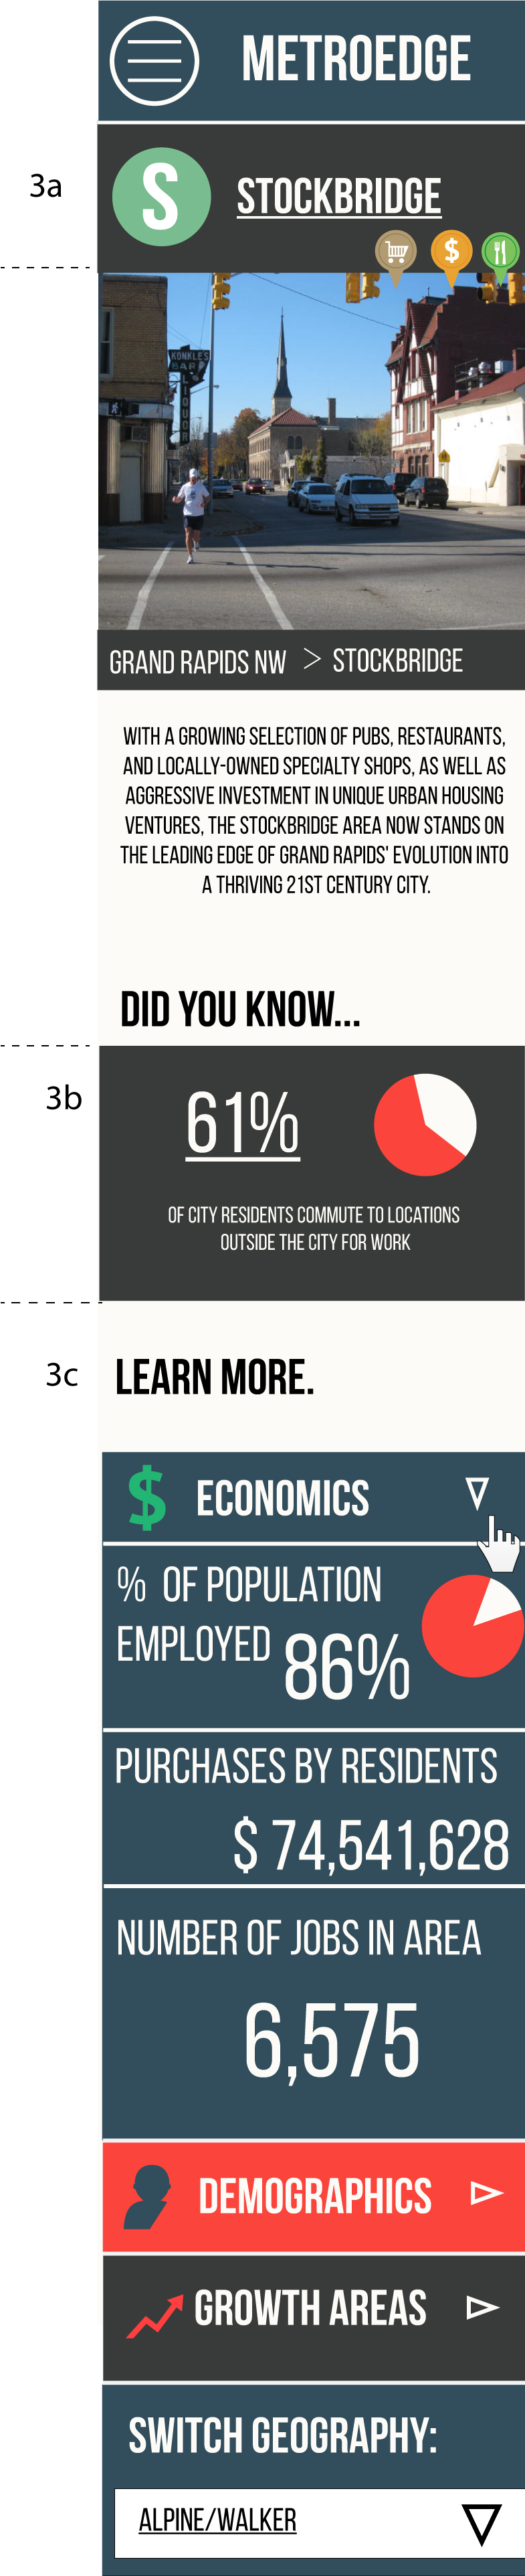 METROEDGE
3a
S
STOCKBRIDGE
$
KONKLE'S
BAR
LIQUOR
GRAND RAPIDS NW > STOCKBRIDGE
WITH A GROWING SELECTION OF PUBS, RESTAURANTS,
AND LOCALLY-OWNED SPECIALTY SHOPS, AS WELL AS
AGGRESSIVE INVESTMENT IN UNIQUE URBAN HOUSING
VENTURES, THE STOCKBRIDGE AREA NOW STANDS ON
THE LEADING EDGE OF GRAND RAPIDS' EVOLUTION INTO
A THRIVING 21ST CENTURY CITY.
DID YOU KNOW...
3b
61%
OF CITY RESIDENTS COMMUTE TO LOCATIONS
OUTSIDE THE CITY FOR WORK
3c
LEARN MORE.
$ ECONOMICS
% OF POPULATION
EMPLOYED 86%
PURCHASES BY RESIDENTS
$ 74,541,628
NUMBER OF JOBS IN AREA
6,575
DEMOGRAPHICS
GROWTH AREAS
SWITCH GEOGRAPHY:
ALPINE/WALKER